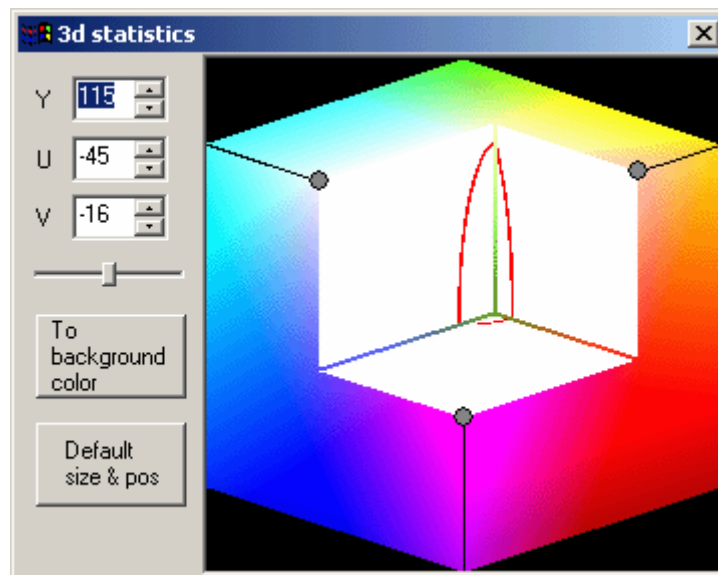 3d statistics
Y 115
U -45
V -16
To
background
color
Default
size & pos